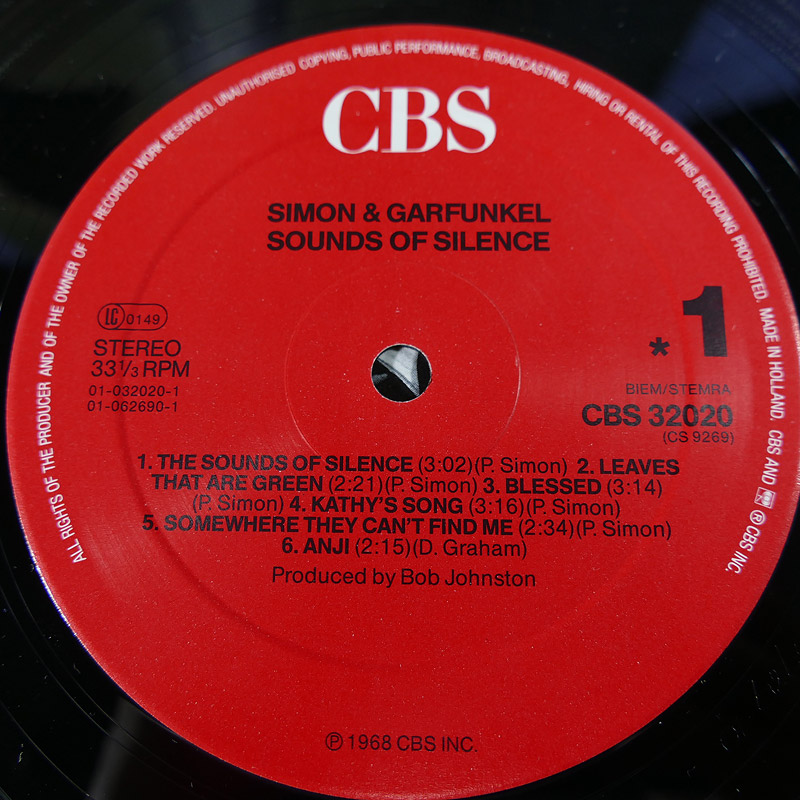 ALL RIGHTS OF THE PRODUCER AND OF THE OWNER OF THE RECORDED WORK RESERVED. UNAUTHORISED COPYING, PUBLIC PERFORMANCE, BROADCASTING, HIRING OR RENTAL OF THIS RECORDING PROHIBITED. MADE IN HOLLAND. CBS AND ℗ CBS INC.
CBS
SIMON & GARFUNKEL
SOUNDS OF SILENCE
LC 0149
STEREO
33 1/3 RPM
01-032020-1
01-062690-1
* 1
BIEM/STEMRA
CBS 32020
(CS 9269)
1. THE SOUNDS OF SILENCE (3:02)(P. Simon) 2. LEAVES
THAT ARE GREEN (2:21)(P. Simon) 3. BLESSED (3:14)
(P. Simon) 4. KATHY'S SONG (3:16)(P. Simon)
5. SOMEWHERE THEY CAN'T FIND ME (2:34)(P. Simon)
6. ANJI (2:15)(D. Graham)
Produced by Bob Johnston
℗ 1968 CBS INC.